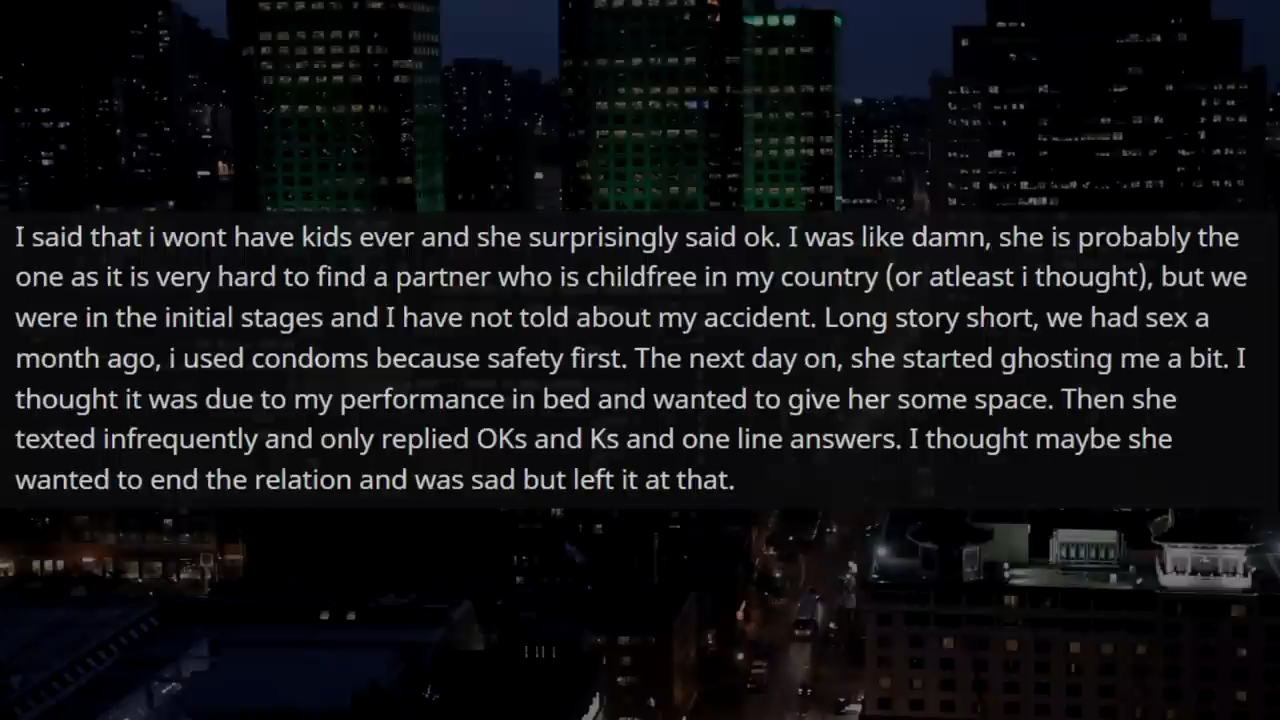 I said that i wont have kids ever and she surprisingly said ok. I was like damn, she is probably the
one as it is very hard to find a partner who is childfree in my country (or atleast i thought), but we
were in the initial stages and I have not told about my accident. Long story short, we had sex a
month ago, i used condoms because safety first. The next day on, she started ghosting me a bit. I
thought it was due to my performance in bed and wanted to give her some space. Then she
texted infrequently and only replied OKs and Ks and one line answers. I thought maybe she
wanted to end the relation and was sad but left it at that.